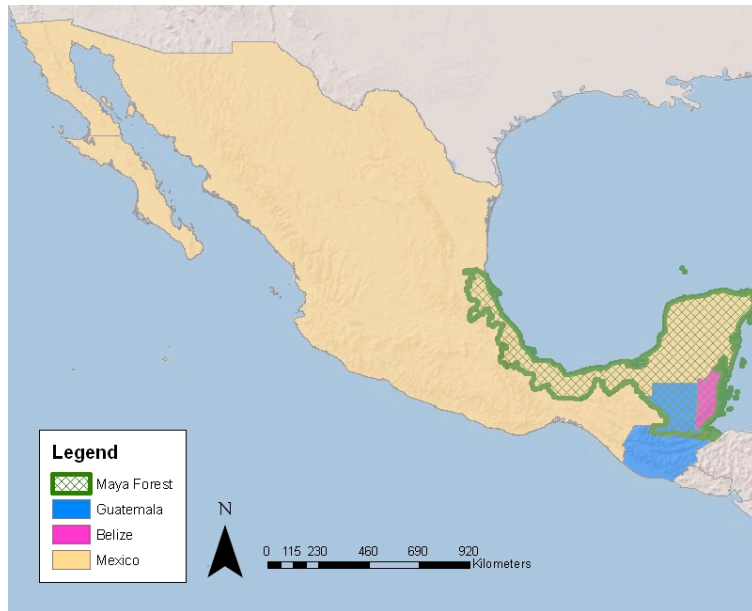 Legend
Maya Forest
Guatemala
Belize
Mexico
N
0 115 230 460 690 920
Kilometers